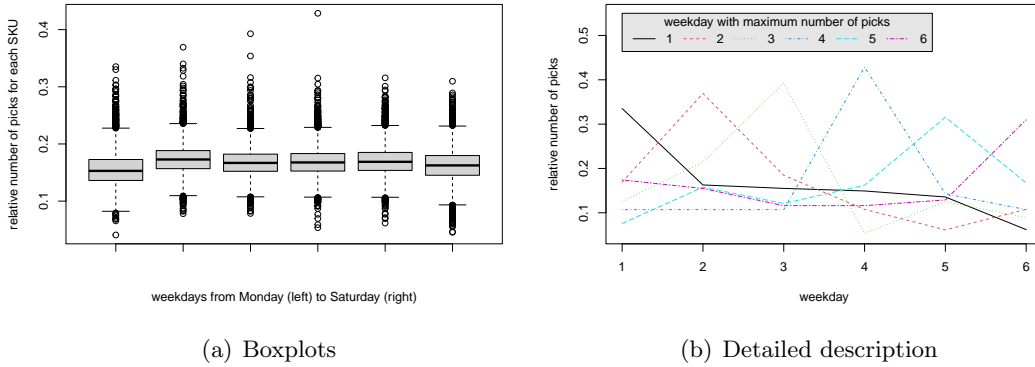 relative number of picks for each SKU
0.4
0.3
0.2
0.1
weekdays from Monday (left) to Saturday (right)
(a) Boxplots
relative number of picks
0.5
0.4
0.3
0.2
0.1
weekday with maximum number of picks
1 2 3 4 5 6
1 2 3 4 5 6
weekday
(b) Detailed description